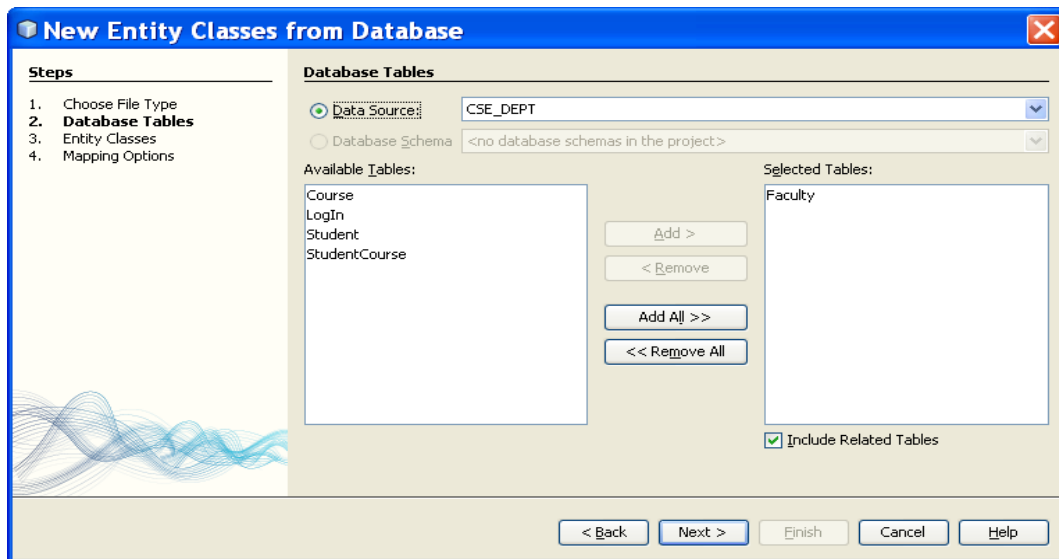 New Entity Classes from Database
Steps
1. Choose File Type
2. Database Tables
3. Entity Classes
4. Mapping Options
Database Tables
Data Source: CSE_DEPT
Database Schema <no database schemas in the project>
Available Tables:
Course
LogIn
Student
StudentCourse
Add >
< Remove
Add All >>
<< Remove All
Selected Tables:
Faculty
Include Related Tables
< Back Next > Finish Cancel Help